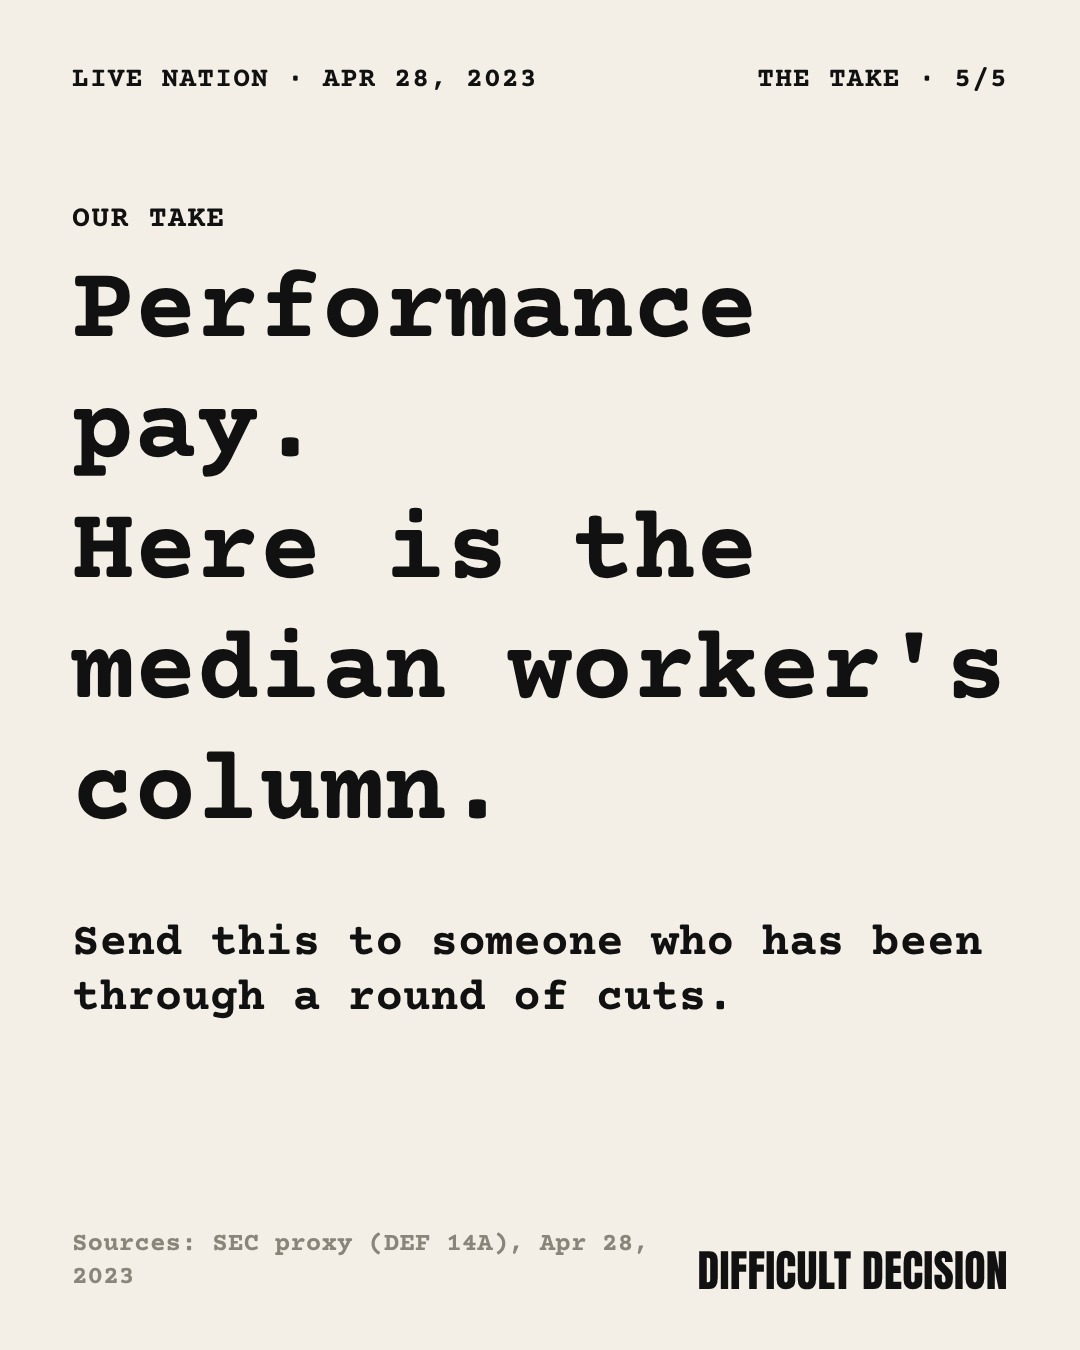 LIVE NATION · APR 28, 2023
THE TAKE · 5/5
OUR TAKE
Performance
pay.
Here is the
median worker's
column.
Send this to someone who has been
through a round of cuts.
Sources: SEC proxy (DEF 14A), Apr 28,
2023
DIFFICULT DECISION